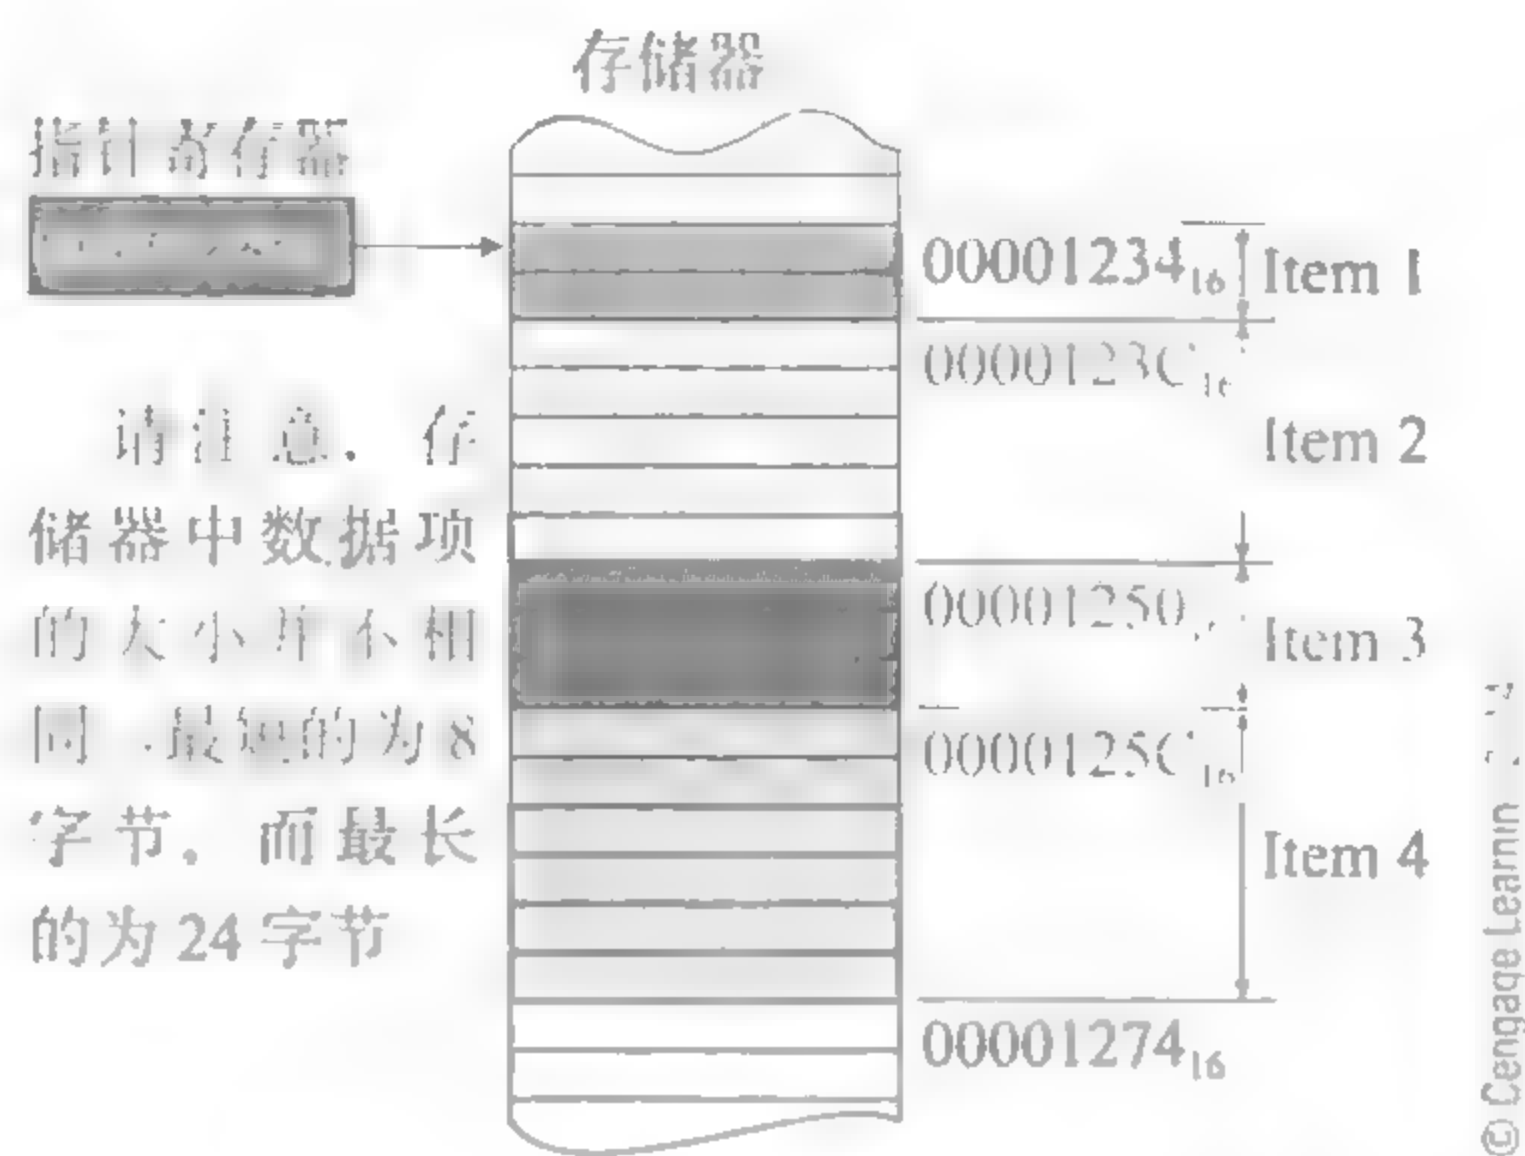 存储器
指针寄存器
00001234₁₆
Item 1
0000123C₁₆
Item 2
请注意，存
储器中数据项
的大小并不相
同，最短的为8
字节，而最长
的为24字节
00001250
Item 3
0000125C₁₆
Item 4
00001274₁₆
© Cengage Learnin